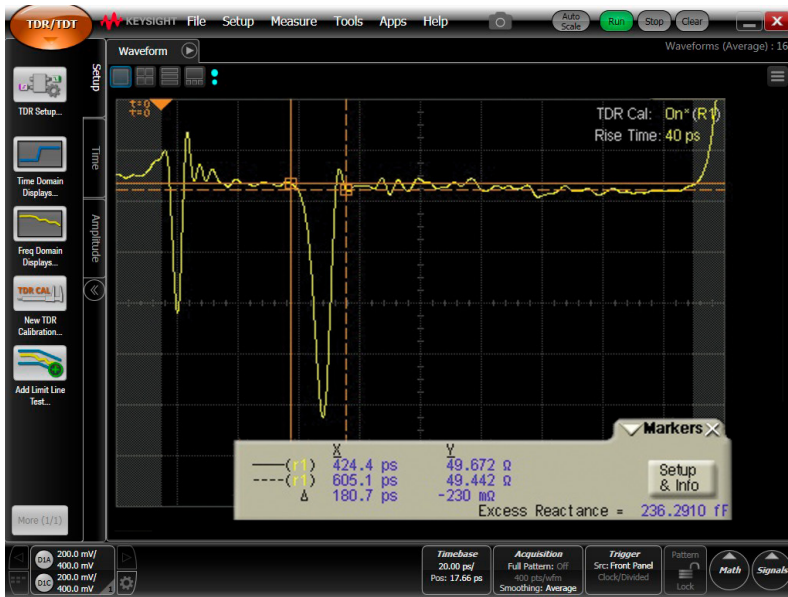 TDR/TDT
KEYSIGHT File Setup Measure Tools Apps Help
Auto Scale
Run
Stop
Clear
Waveform
Waveforms (Average) : 16
Setup
Time
Amplitude
TDR Setup...
Time Domain
Displays...
Freq Domain
Displays...
TDR CAL
New TDR
Calibration...
Add Limit Line
Test...
More (1/1)
t=0
t=0
TDR Cal: On*(R1)
Rise Time: 40 ps
Markers
X Y
(r1) 424.4 ps 49.672 Ω
(r1) 605.1 ps 49.442 Ω
Δ 180.7 ps -230 mΩ
Setup
& Info
Excess Reactance = 236.2910 fF
D1A 200.0 mV/
400.0 mV
D1C 200.0 mV/
400.0 mV
1
Timebase
20.00 ps/
Pos: 17.66 ps
Acquisition
Full Pattern: Off
400 pts/wfm
Smoothing: Average
Trigger
Src: Front Panel
Clock/Divided
Pattern
Lock
Math
Signals